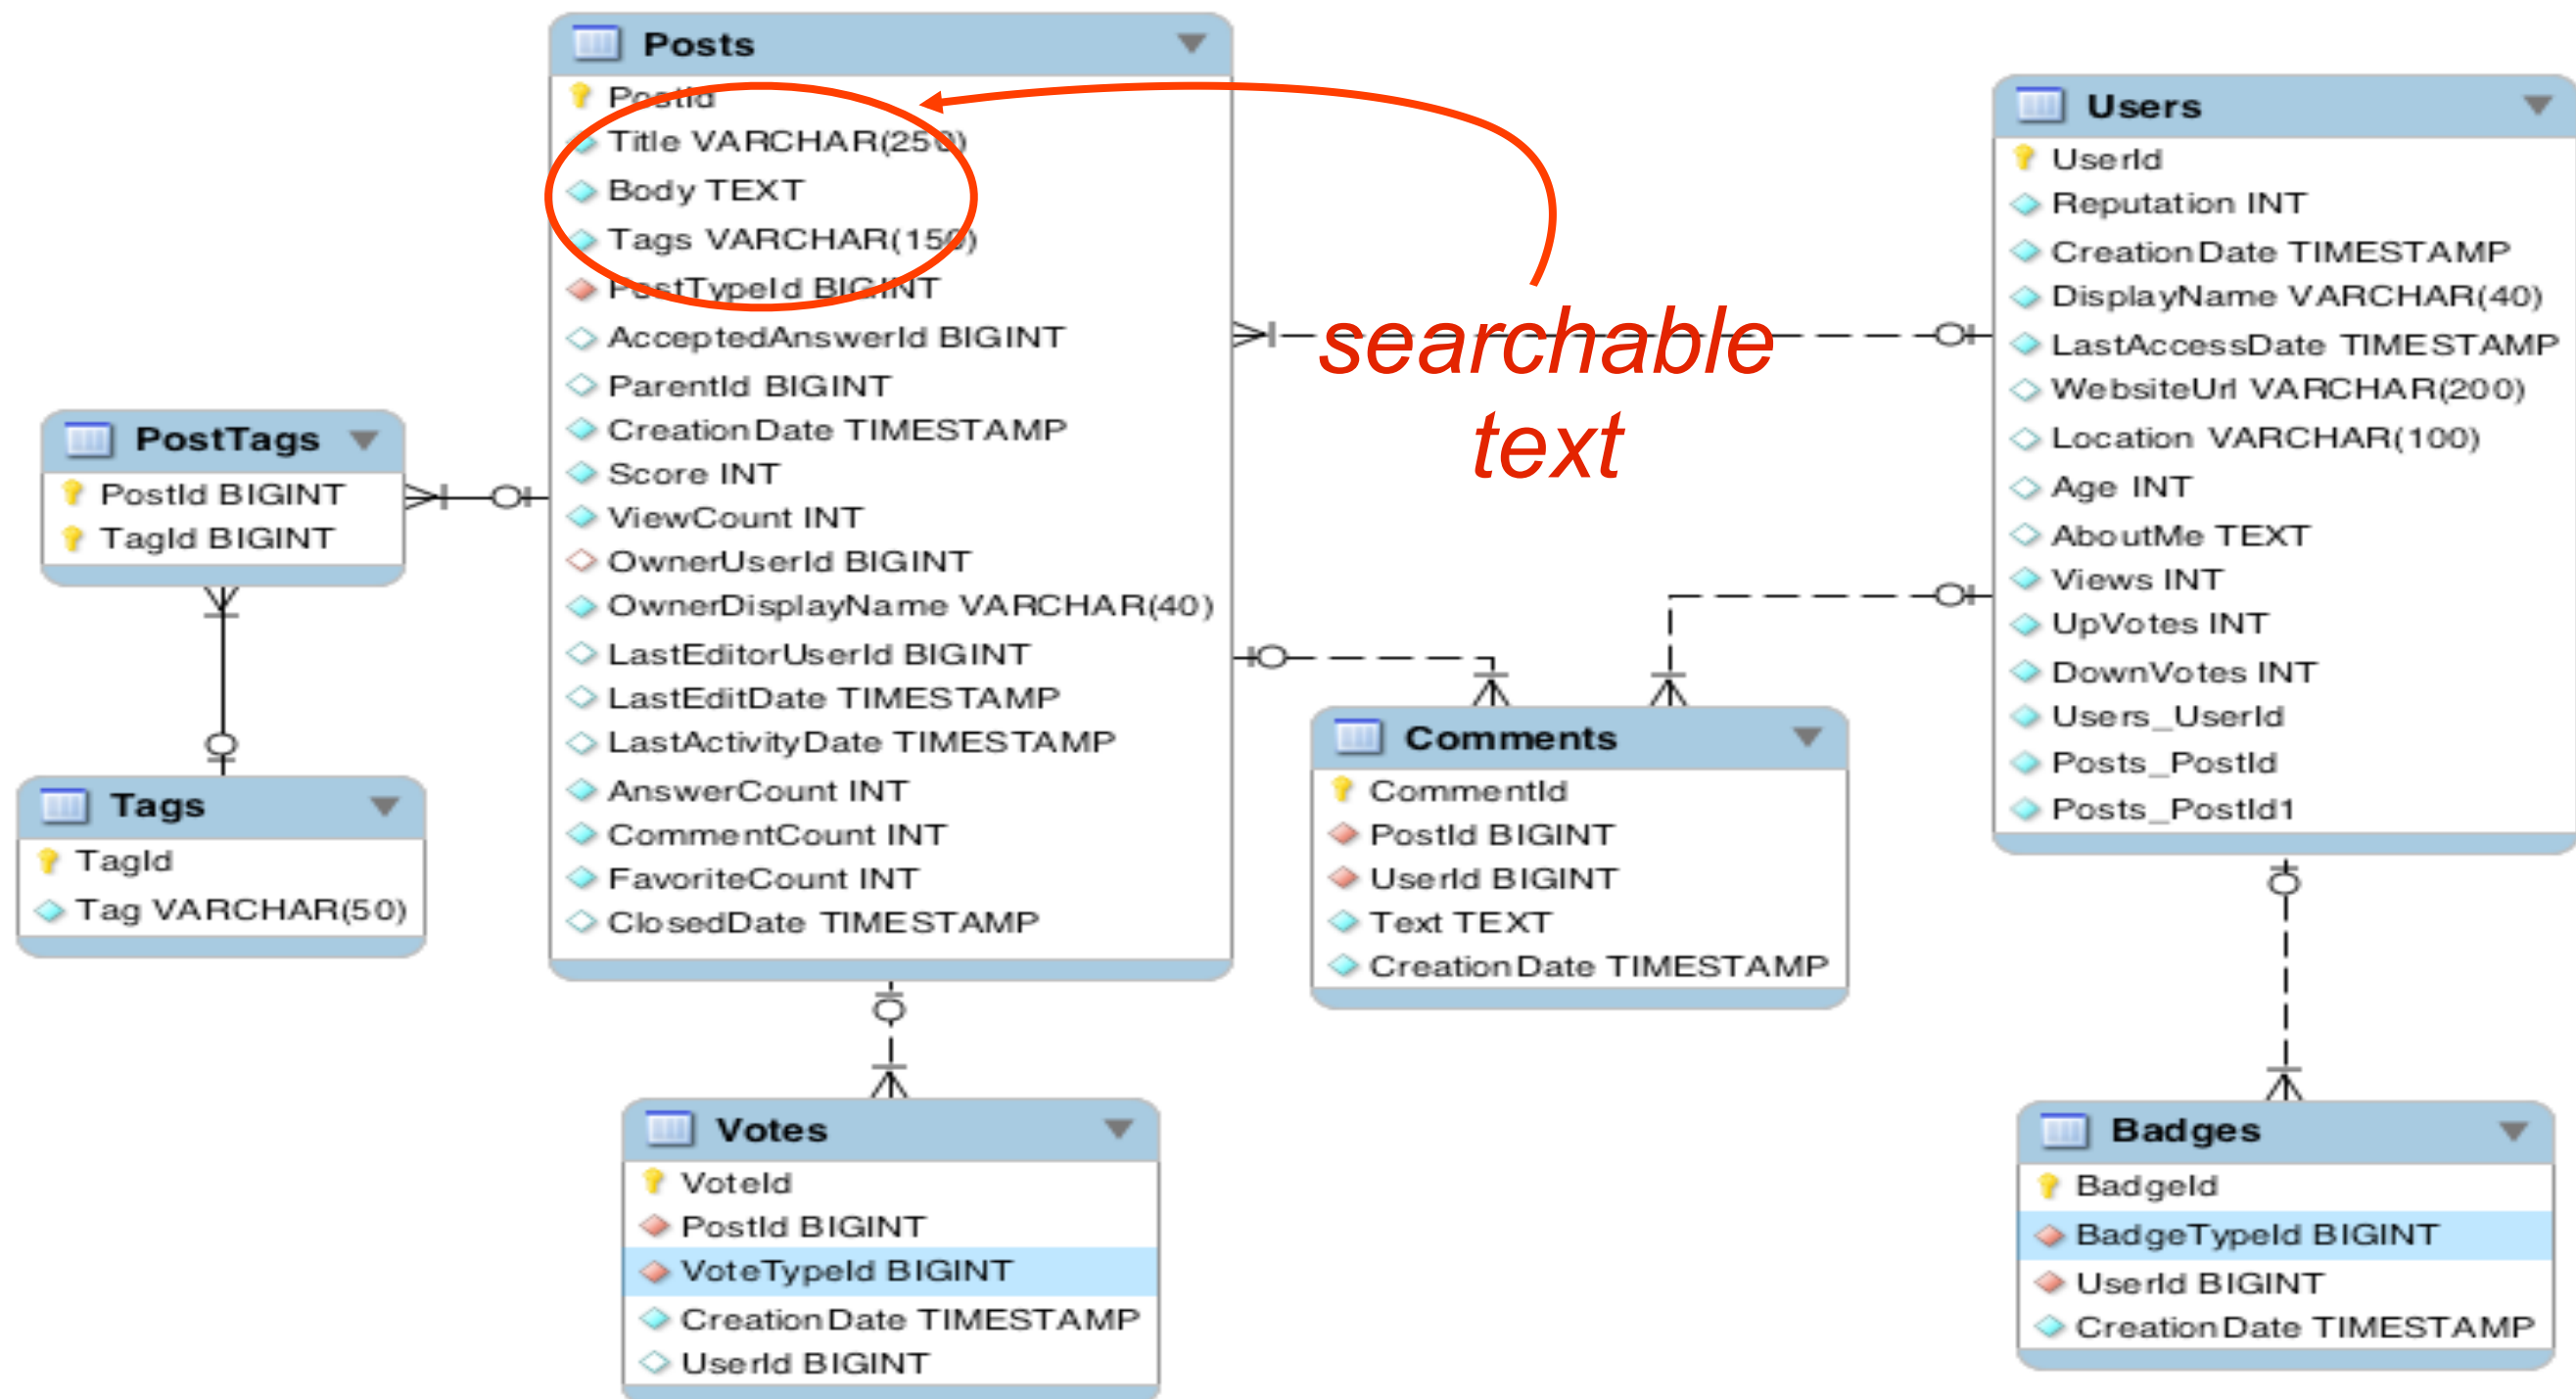 Posts
PostId
Title VARCHAR(250)
Body TEXT
Tags VARCHAR(150)
PostTypeId BIGINT
AcceptedAnswerId BIGINT
ParentId BIGINT
CreationDate TIMESTAMP
Score INT
ViewCount INT
OwnerUserId BIGINT
OwnerDisplayName VARCHAR(40)
LastEditorUserId BIGINT
LastEditDate TIMESTAMP
LastActivityDate TIMESTAMP
AnswerCount INT
CommentCount INT
FavoriteCount INT
ClosedDate TIMESTAMP
searchable
text
Users
UserId
Reputation INT
CreationDate TIMESTAMP
DisplayName VARCHAR(40)
LastAccessDate TIMESTAMP
WebsiteUrl VARCHAR(200)
Location VARCHAR(100)
Age INT
AboutMe TEXT
Views INT
UpVotes INT
DownVotes INT
Users_UserId
Posts_PostId
Posts_PostId1
PostTags
PostId BIGINT
TagId BIGINT
Tags
TagId
Tag VARCHAR(50)
Comments
CommentId
PostId BIGINT
UserId BIGINT
Text TEXT
CreationDate TIMESTAMP
Votes
VoteId
PostId BIGINT
VoteTypeId BIGINT
CreationDate TIMESTAMP
UserId BIGINT
Badges
BadgeId
BadgeTypeId BIGINT
UserId BIGINT
CreationDate TIMESTAMP